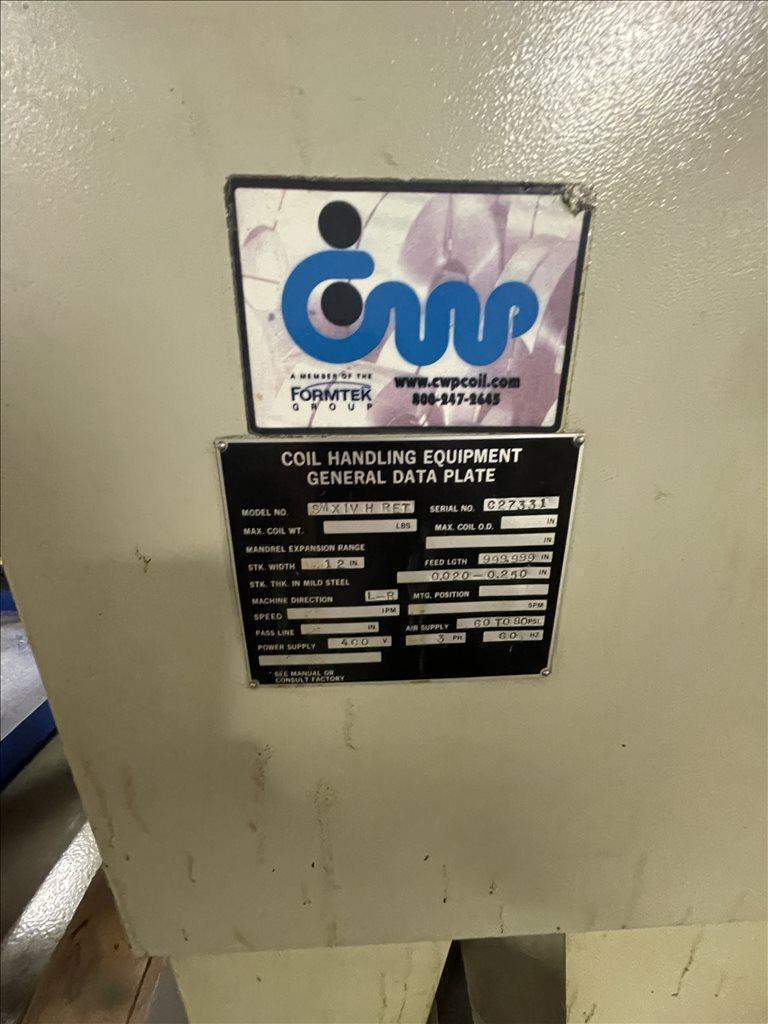 cwp
A MEMBER OF THE
FORMTEK
GROUP
www.cwpcoil.com
800-247-2645
COIL HANDLING EQUIPMENT
GENERAL DATA PLATE
MODEL NO. SMXIV H RET SERIAL NO. C27331
MAX. COIL WT. LBS MAX. COIL O.D. IN
MANDREL EXPANSION RANGE IN
STK. WIDTH 12 IN FEED LGTH 999.999 IN
STK. THK. IN MILD STEEL 0.020-0.250 IN
MACHINE DIRECTION L-R MTG. POSITION
SPEED IPM SPM
PASS LINE IN AIR SUPPLY 60 TO 80 PSI
POWER SUPPLY 460 V. 3 PH 60 HZ
* SEE MANUAL OR
CONSULT FACTORY